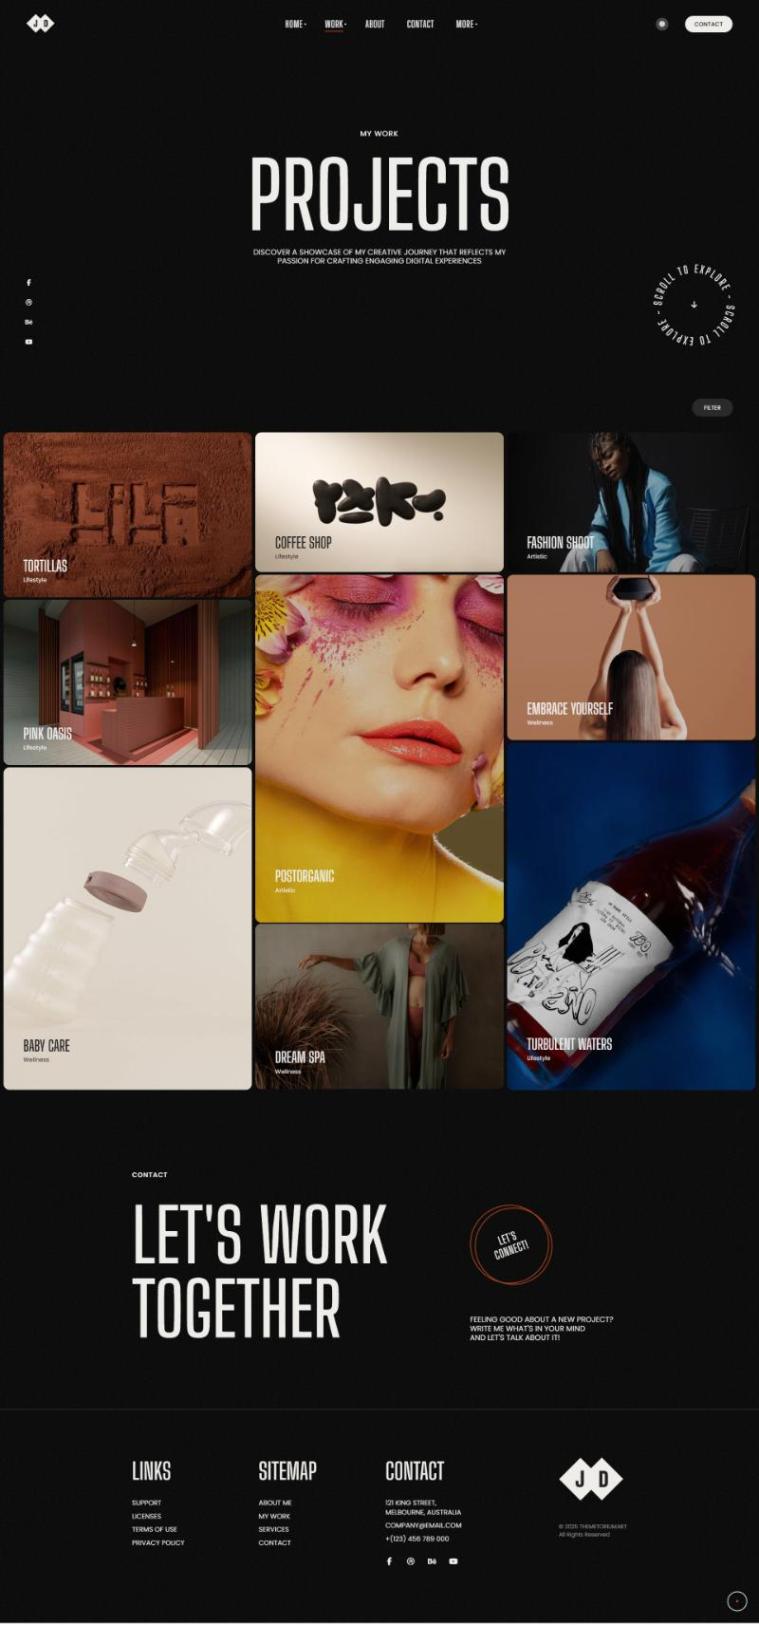 J D
HOME
WORK
ABOUT
CONTACT
MORE
CONTACT
MY WORK
PROJECTS
DISCOVER A SHOWCASE OF MY CREATIVE JOURNEY THAT REFLECTS MY
PASSION FOR CRAFTING ENGAGING DIGITAL EXPERIENCES
Bē
SCROLL TO EXPLORE - SCROLL TO EXPLORE -
FILTER
TORTILLAS
Lifestyle
COFFEE SHOP
Lifestyle
FASHION SHOOT
Artistic
PINK OASIS
Lifestyle
EMBRACE YOURSELF
Wellness
POSTORGANIC
Artistic
BABY CARE
Wellness
DREAM SPA
Wellness
TURBULENT WATERS
Lifestyle
CONTACT
LET'S WORK
TOGETHER
LET'S
CONNECT!
FEELING GOOD ABOUT A NEW PROJECT?
WRITE ME WHAT'S IN YOUR MIND
AND LET'S TALK ABOUT IT!
LINKS
SUPPORT
LICENSES
TERMS OF USE
PRIVACY POLICY
SITEMAP
ABOUT ME
MY WORK
SERVICES
CONTACT
CONTACT
121 KING STREET,
MELBOURNE, AUSTRALIA
COMPANY@EMAIL.COM
+(123) 456 789 000
Bē
J D
© 2025 THEMETORIUM.NET
All Rights Reserved